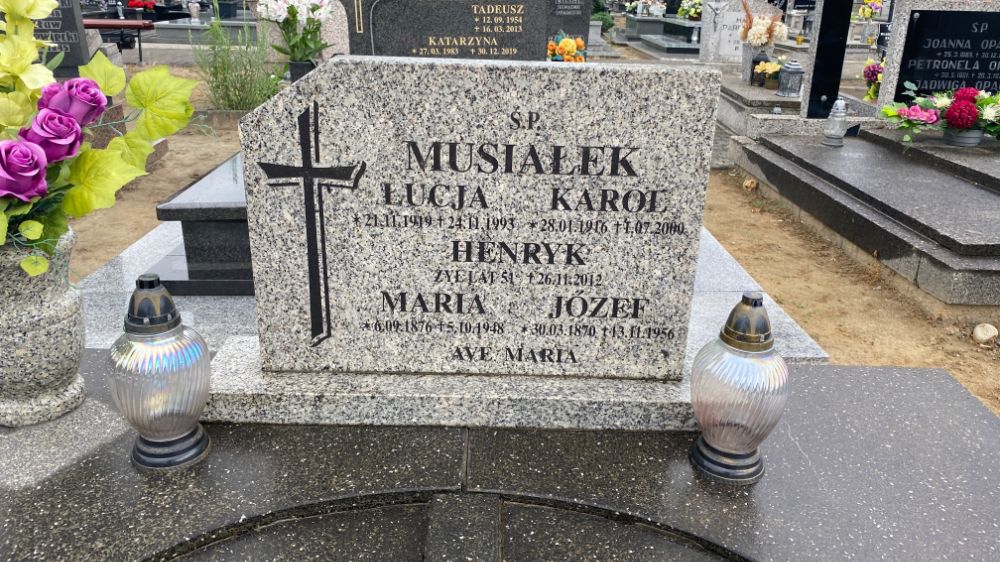 TADEUSZ
* 12.09.1954
+ 16.03.2013
KATARZYNA
* 27.03.1983 + 30.12.2019
S.P.
JOANNA
PETRONELA
JADWIGA
Ś.P.
MUSIAŁEK
ŁUCJA KAROL
*21.11.1919 †24.11.1993 *28.01.1916 †1.07.2000
HENRYK
ŻYŁ LAT 51 †26.11.2012
MARIA JÓZEF
*6.09.1876 †5.10.1948 *30.03.1870 †13.11.1956
AVE MARIA